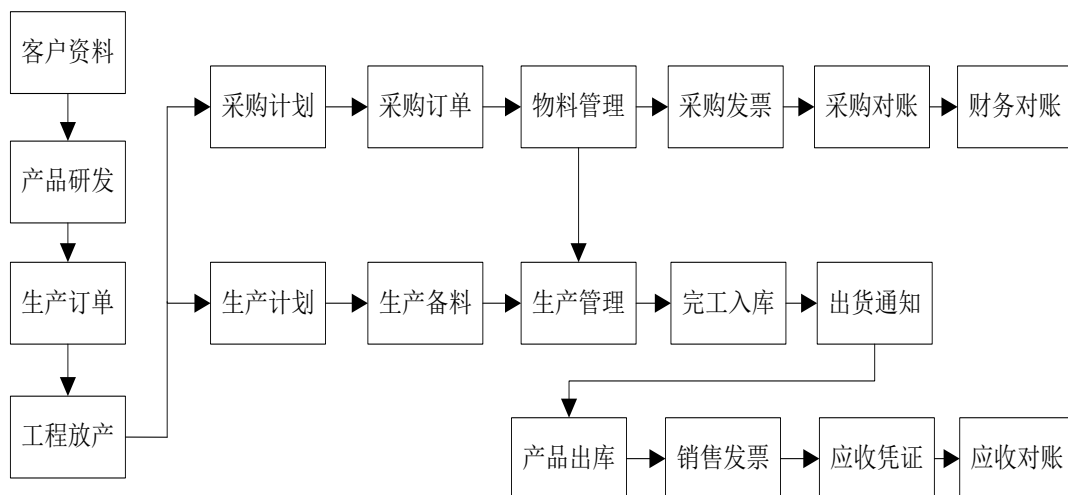 客户资料
产品研发
生产订单
工程放产
采购计划
采购订单
物料管理
采购发票
采购对账
财务对账
生产计划
生产备料
生产管理
完工入库
出货通知
产品出库
销售发票
应收凭证
应收对账